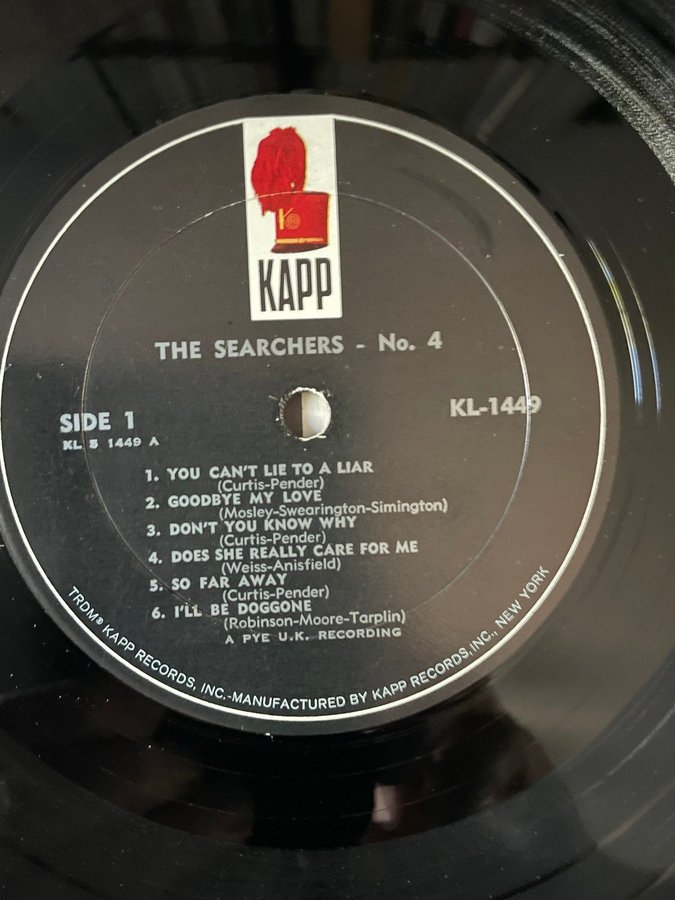 KAPP
THE SEARCHERS - No. 4
SIDE 1
KL-1449
KL S 1449 A
1. YOU CAN'T LIE TO A LIAR
(Curtis-Pender)
2. GOODBYE MY LOVE
(Mosley-Swearington-Simington)
3. DON'T YOU KNOW WHY
(Curtis-Pender)
4. DOES SHE REALLY CARE FOR ME
(Weiss-Anisfield)
5. SO FAR AWAY
(Curtis-Pender)
6. I'LL BE DOGGONE
(Robinson-Moore-Tarplin)
A PYE U.K. RECORDING
TRDM® KAPP RECORDS, INC.-MANUFACTURED BY KAPP RECORDS, INC., NEW YORK